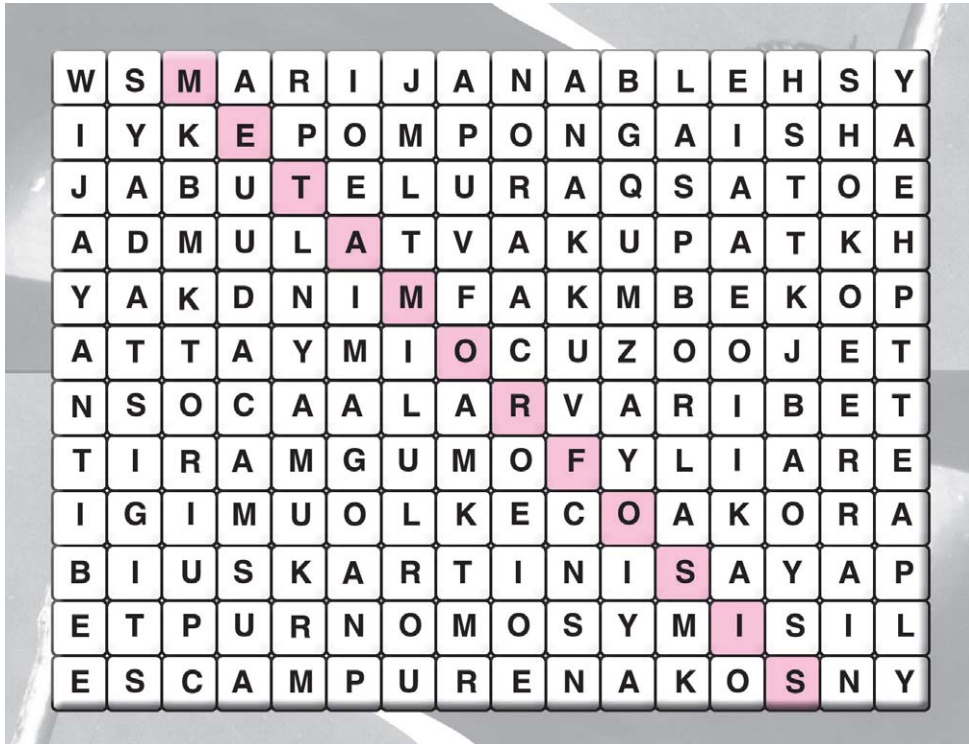 W S M A R I J A N A B L E H S Y
I Y K E P O M P O N G A I S H A
J A B U T E L U R A Q S A T O E
A D M U L A T V A K U P A T K H
Y A K D N I M F A K M B E K O P
A T T A Y M I O C U Z O O J E T
N S O C A A L A R V A R I B E T
T I R A M G U M O F Y L I A R E
I G I M U O L K E C O A K O R A
B I U S K A R T I N I S A Y A P
E T P U R N O M O S Y M I S I L
E S C A M P U R E N A K O S N Y